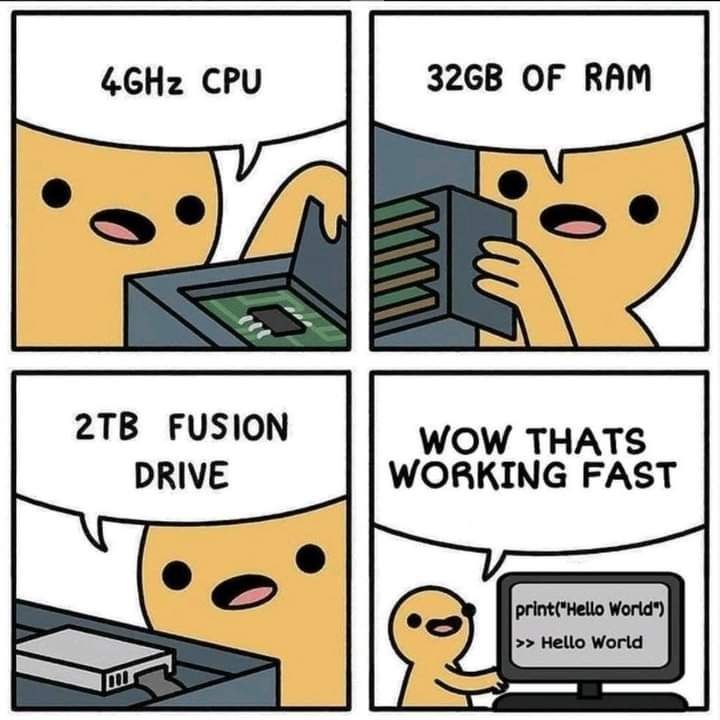 4GHz CPU
32GB OF RAM
2TB FUSION
DRIVE
WOW THATS
WORKING FAST
print("Hello World")
>> Hello World